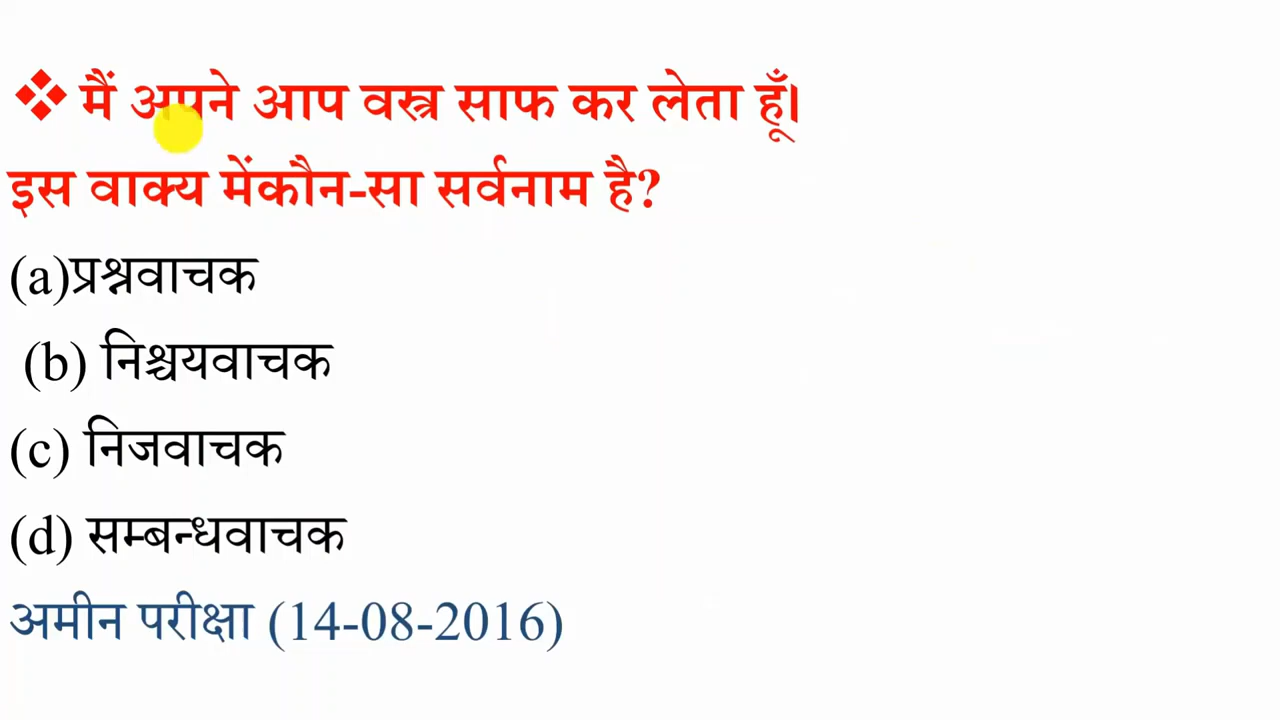 ❖ मैं अपने आप वस्त्र साफ कर लेता हूँ।
इस वाक्य मेंकौन-सा सर्वनाम है?
(a)प्रश्नवाचक
(b) निश्चयवाचक
(c) निजवाचक
(d) सम्बन्धवाचक
अमीन परीक्षा (14-08-2016)